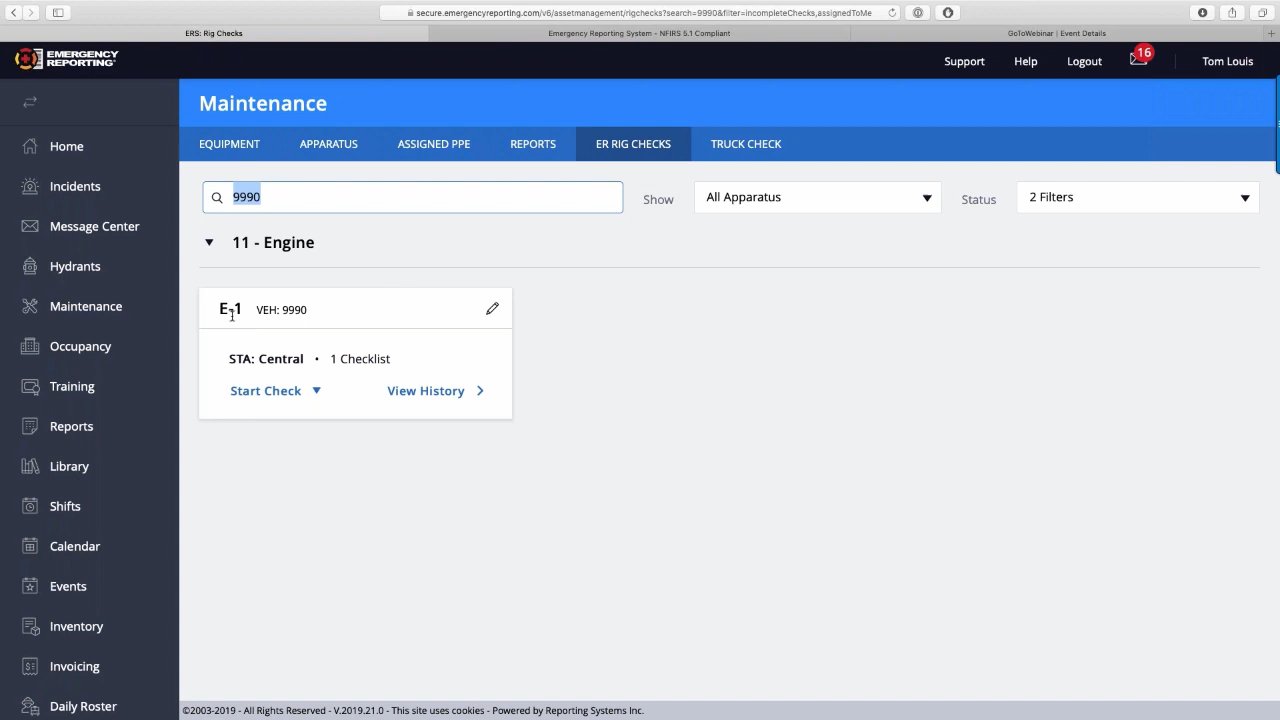 secure.emergencyreporting.com/v6/assetmanagement/rigchecks?search=9990&filter=incompleteChecks,assignedToMe
ERS: Rig Checks
Emergency Reporting System - NFIRS 5.1 Compliant
GoToWebinar | Event Details
EMERGENCY
REPORTING
Support
Help
Logout
16
Tom Louis
Maintenance
EQUIPMENT
APPARATUS
ASSIGNED PPE
REPORTS
ER RIG CHECKS
TRUCK CHECK
Home
Incidents
Message Center
Hydrants
Maintenance
Occupancy
Training
Reports
Library
Shifts
Calendar
Events
Inventory
Invoicing
Daily Roster
9990
Show
All Apparatus
Status
2 Filters
11 - Engine
E-1 VEH: 9990
STA: Central • 1 Checklist
Start Check
View History
©2003-2019 - All Rights Reserved - V.2019.21.0 - This site uses cookies - Powered by Reporting Systems Inc.